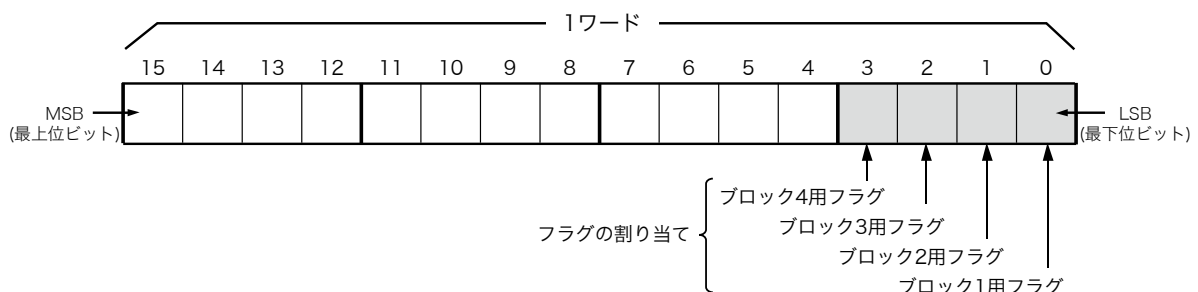 1ワード
15 14 13 12 11 10 9 8 7 6 5 4 3 2 1 0
MSB
(最上位ビット)
LSB
(最下位ビット)
ブロック4用フラグ
ブロック3用フラグ
フラグの割り当て
ブロック2用フラグ
ブロック1用フラグ